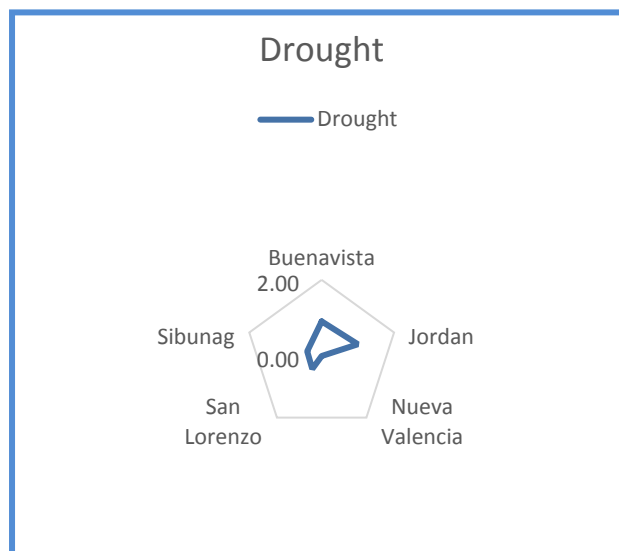 Drought
Drought
Buenavista
2.00
Sibunag
Jordan
0.00
San
Lorenzo
Nueva
Valencia